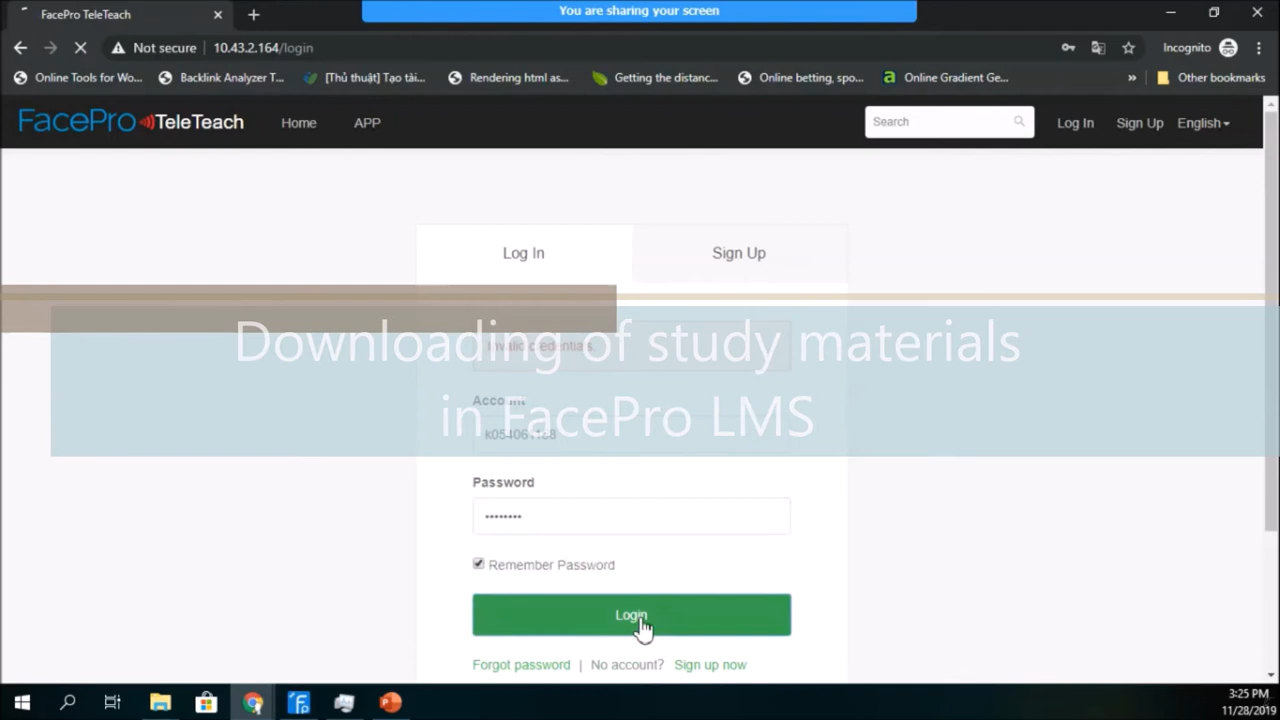 FacePro TeleTeach
You are sharing your screen
Not secure 10.43.2.164/login
Incognito
Online Tools for Wo...
Backlink Analyzer T...
[Thủ thuật] Tạo tài...
Rendering html as...
Getting the distanc...
Online betting, spo...
Online Gradient Ge...
»
Other bookmarks
FacePro TeleTeach
Home
APP
Search
Log In
Sign Up
English
Log In
Sign Up
Invalid credentials.
Downloading of study materials
in FacePro LMS
Account
Password
••••••••
Remember Password
Login
Forgot password | No account? Sign up now
3:25 PM
11/28/2019